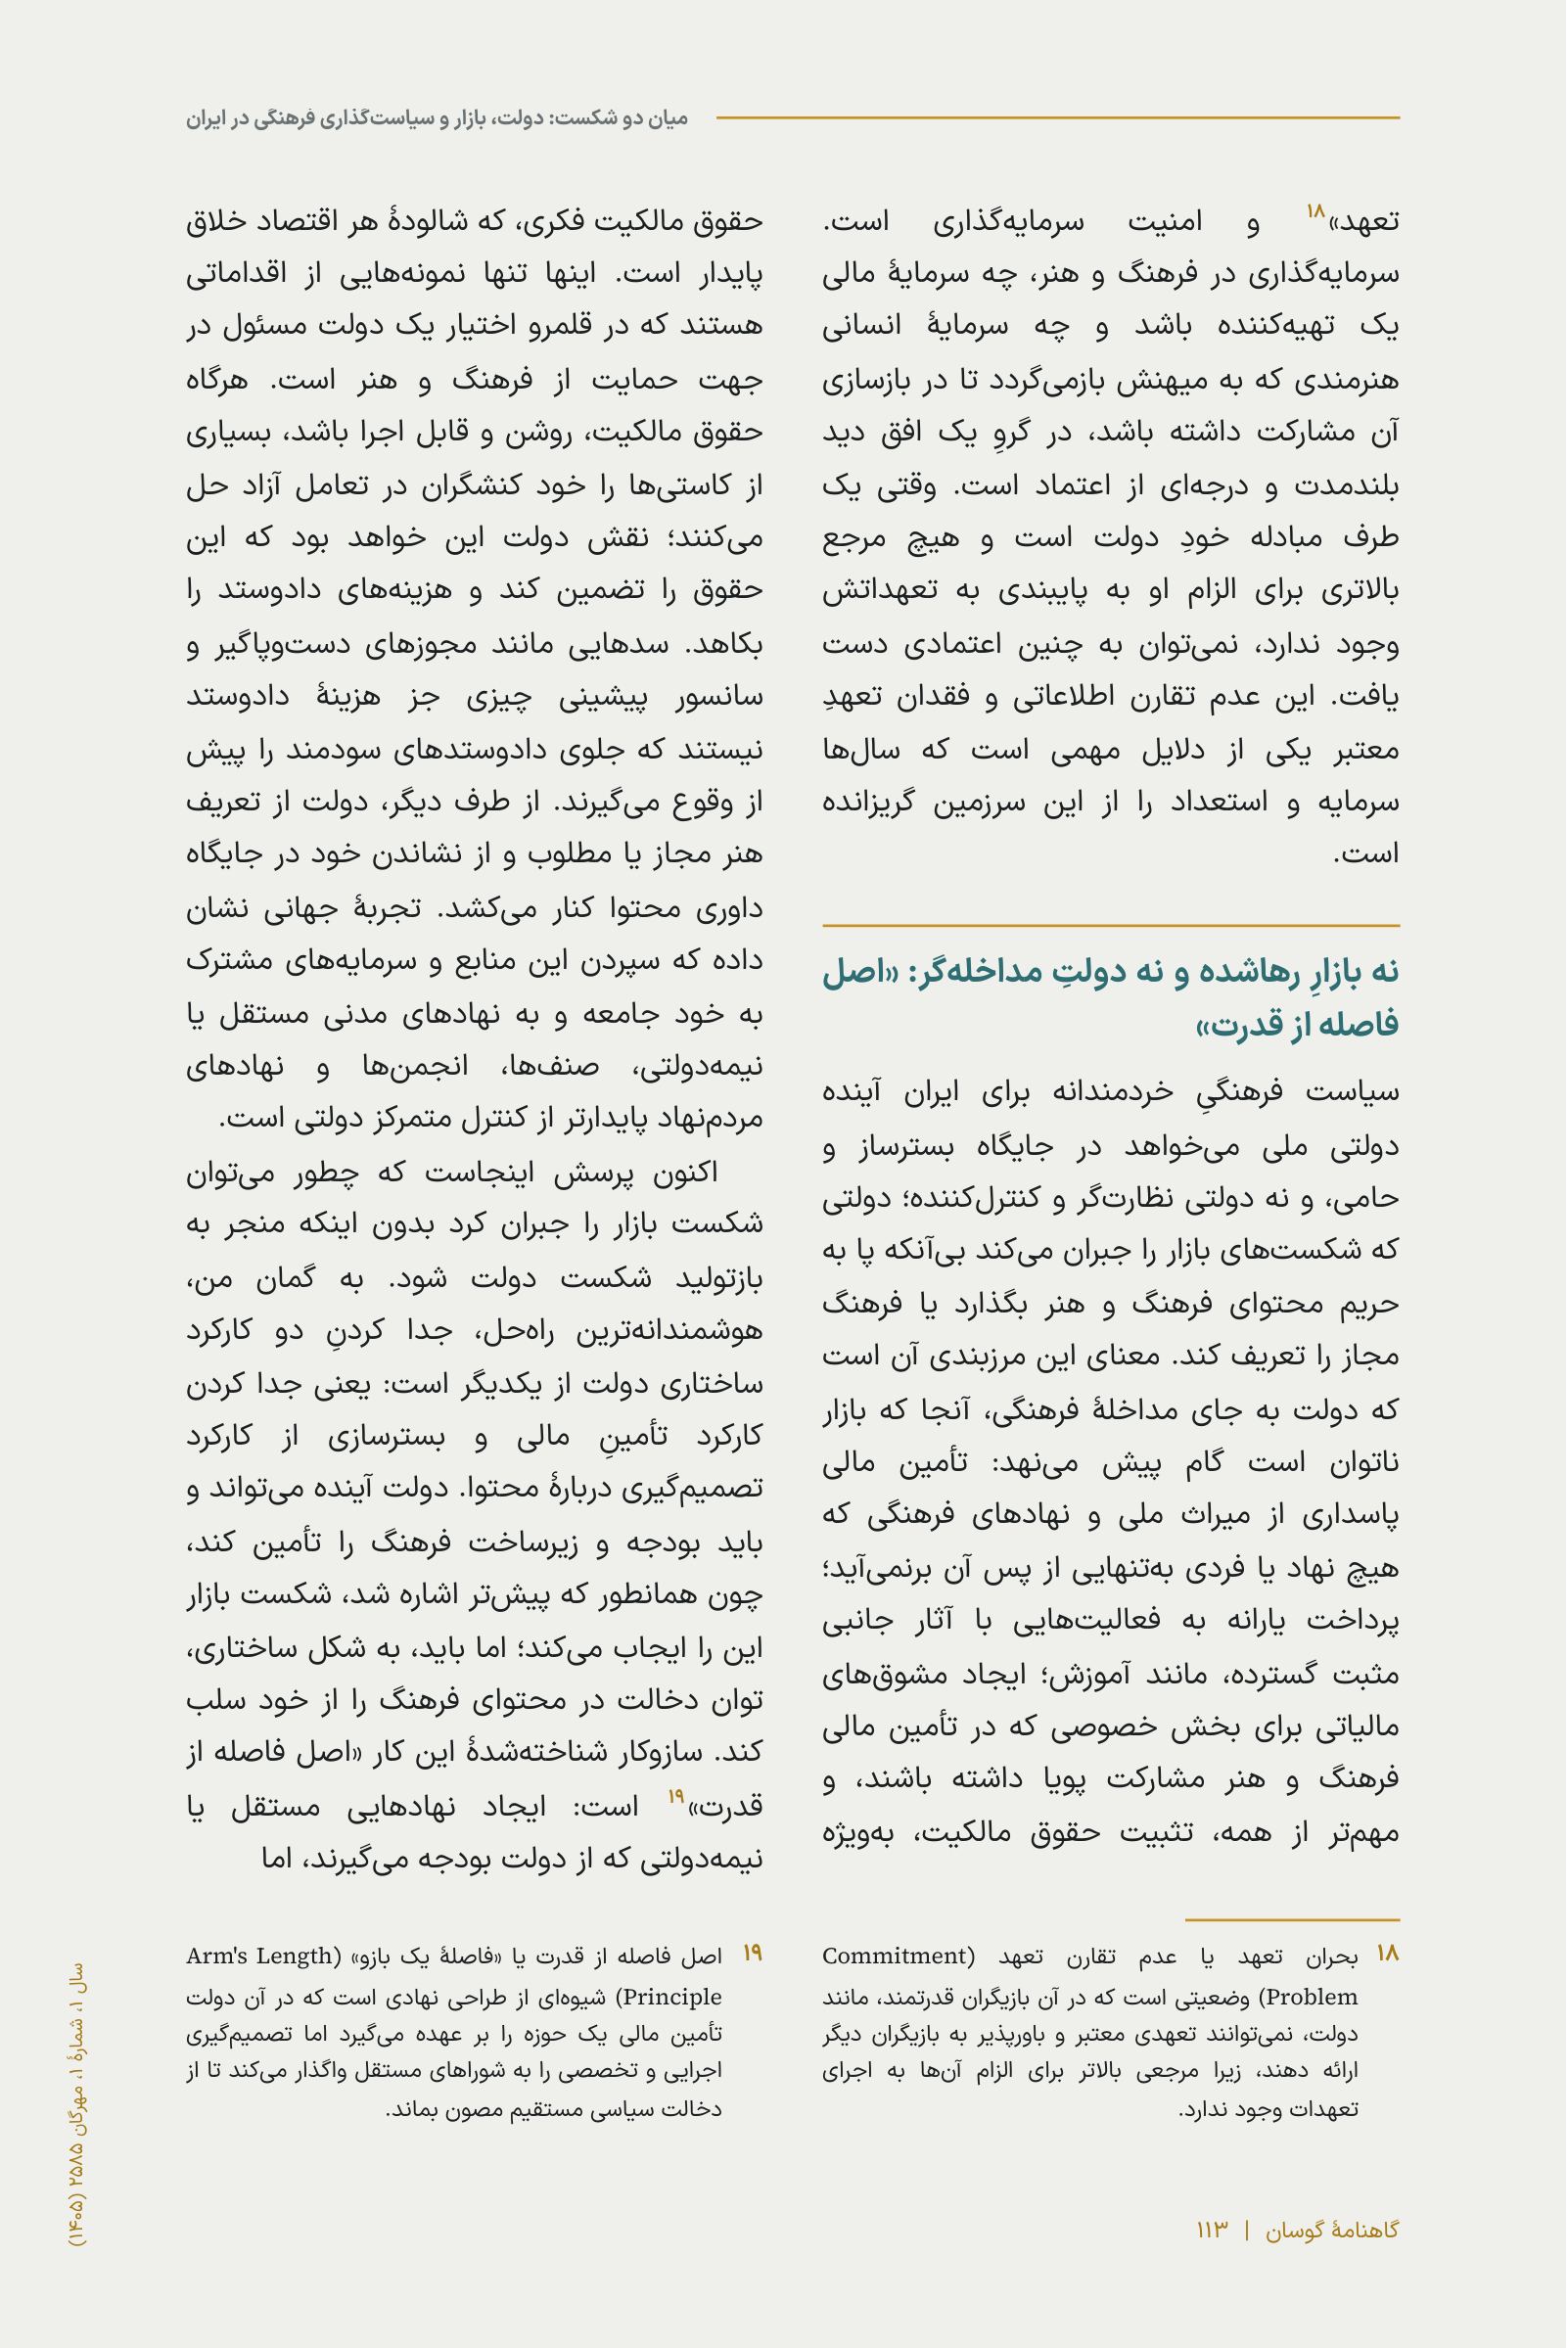 میان دو شکست: دولت، بازار و سیاست‌گذاری فرهنگی در ایران
تعهد»۱۸ و امنیت سرمایه‌گذاری است.
سرمایه‌گذاری در فرهنگ و هنر، چه سرمایهٔ مالی
یک تهیه‌کننده باشد و چه سرمایهٔ انسانی
هنرمندی که به میهنش بازمی‌گردد تا در بازسازی
آن مشارکت داشته باشد، در گروِ یک افق دید
بلندمدت و درجه‌ای از اعتماد است. وقتی یک
طرف مبادله خودِ دولت است و هیچ مرجع
بالاتری برای الزام او به پایبندی به تعهداتش
وجود ندارد، نمی‌توان به چنین اعتمادی دست
یافت. این عدم تقارن اطلاعاتی و فقدان تعهدِ
معتبر یکی از دلایل مهمی است که سال‌ها
سرمایه و استعداد را از این سرزمین گریزانده
است.
نه بازارِ رهاشده و نه دولتِ مداخله‌گر: «اصل
فاصله از قدرت»
سیاست فرهنگیِ خردمندانه برای ایران آینده
دولتی ملی می‌خواهد در جایگاه بسترساز و
حامی، و نه دولتی نظارت‌گر و کنترل‌کننده؛ دولتی
که شکست‌های بازار را جبران می‌کند بی‌آنکه پا به
حریم محتوای فرهنگ و هنر بگذارد یا فرهنگ
مجاز را تعریف کند. معنای این مرزبندی آن است
که دولت به جای مداخلهٔ فرهنگی، آنجا که بازار
ناتوان است گام پیش می‌نهد: تأمین مالی
پاسداری از میراث ملی و نهادهای فرهنگی که
هیچ نهاد یا فردی به‌تنهایی از پس آن برنمی‌آید؛
پرداخت یارانه به فعالیت‌هایی با آثار جانبی
مثبت گسترده، مانند آموزش؛ ایجاد مشوق‌های
مالیاتی برای بخش خصوصی که در تأمین مالی
فرهنگ و هنر مشارکت پویا داشته باشند، و
مهم‌تر از همه، تثبیت حقوق مالکیت، به‌ویژه
حقوق مالکیت فکری، که شالودهٔ هر اقتصاد خلاق
پایدار است. اینها تنها نمونه‌هایی از اقداماتی
هستند که در قلمرو اختیار یک دولت مسئول در
جهت حمایت از فرهنگ و هنر است. هرگاه
حقوق مالکیت، روشن و قابل اجرا باشد، بسیاری
از کاستی‌ها را خود کنشگران در تعامل آزاد حل
می‌کنند؛ نقش دولت این خواهد بود که این
حقوق را تضمین کند و هزینه‌های دادوستد را
بکاهد. سدهایی مانند مجوزهای دست‌وپاگیر و
سانسور پیشینی چیزی جز هزینهٔ دادوستد
نیستند که جلوی دادوستدهای سودمند را پیش
از وقوع می‌گیرند. از طرف دیگر، دولت از تعریف
هنر مجاز یا مطلوب و از نشاندن خود در جایگاه
داوری محتوا کنار می‌کشد. تجربهٔ جهانی نشان
داده که سپردن این منابع و سرمایه‌های مشترک
به خود جامعه و به نهادهای مدنی مستقل یا
نیمه‌دولتی، صنف‌ها، انجمن‌ها و نهادهای
مردم‌نهاد پایدارتر از کنترل متمرکز دولتی است.
اکنون پرسش اینجاست که چطور می‌توان
شکست بازار را جبران کرد بدون اینکه منجر به
بازتولید شکست دولت شود. به گمان من،
هوشمندانه‌ترین راه‌حل، جدا کردنِ دو کارکرد
ساختاری دولت از یکدیگر است: یعنی جدا کردن
کارکرد تأمینِ مالی و بسترسازی از کارکرد
تصمیم‌گیری دربارهٔ محتوا. دولت آینده می‌تواند و
باید بودجه و زیرساخت فرهنگ را تأمین کند،
چون همانطور که پیش‌تر اشاره شد، شکست بازار
این را ایجاب می‌کند؛ اما باید، به شکل ساختاری،
توان دخالت در محتوای فرهنگ را از خود سلب
کند. سازوکار شناخته‌شدهٔ این کار «اصل فاصله از
قدرت»۱۹ است: ایجاد نهادهایی مستقل یا
نیمه‌دولتی که از دولت بودجه می‌گیرند، اما
۱۸ بحران تعهد یا عدم تقارن تعهد (Commitment
Problem) وضعیتی است که در آن بازیگران قدرتمند، مانند
دولت، نمی‌توانند تعهدی معتبر و باورپذیر به بازیگران دیگر
ارائه دهند، زیرا مرجعی بالاتر برای الزام آن‌ها به اجرای
تعهدات وجود ندارد.
۱۹ اصل فاصله از قدرت یا «فاصلهٔ یک بازو» (Arm's Length
Principle) شیوه‌ای از طراحی نهادی است که در آن دولت
تأمین مالی یک حوزه را بر عهده می‌گیرد اما تصمیم‌گیری
اجرایی و تخصصی را به شوراهای مستقل واگذار می‌کند تا از
دخالت سیاسی مستقیم مصون بماند.
سال ۱، شمارهٔ ۱، مهرگان ۲۵۸۵ (۱۴۰۵)
گاهنامهٔ گوسان | ۱۱۳